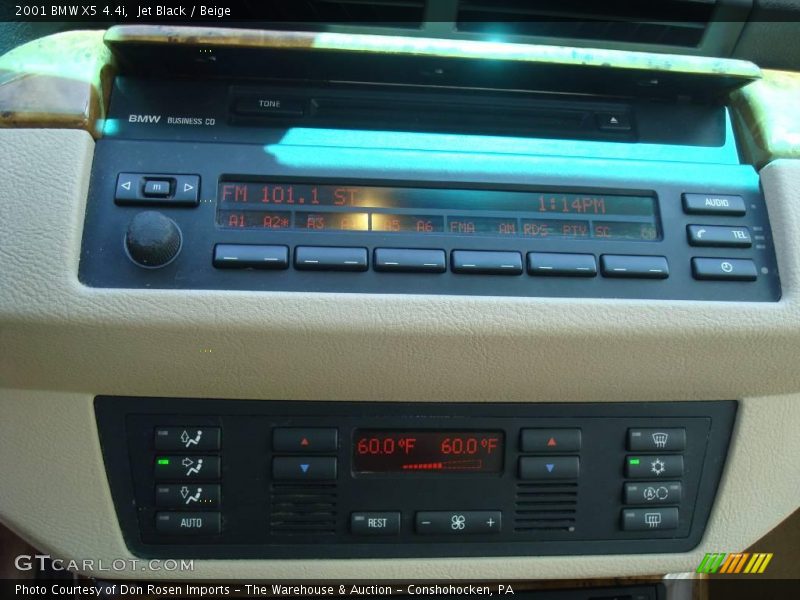 2001 BMW X5 4.4i,  Jet Black / Beige
TONE
BMW BUSINESS CD
m
FM 101.1 ST 1:14PM
A1 A2* A3 A5 A6 FMA AM RDS PTY SC
AUDIO
TEL
60.0°F 60.0°F
AUTO
REST
− +
A
GTCARLOT.COM
Photo Courtesy of Don Rosen Imports – The Warehouse & Auction – Conshohocken, PA